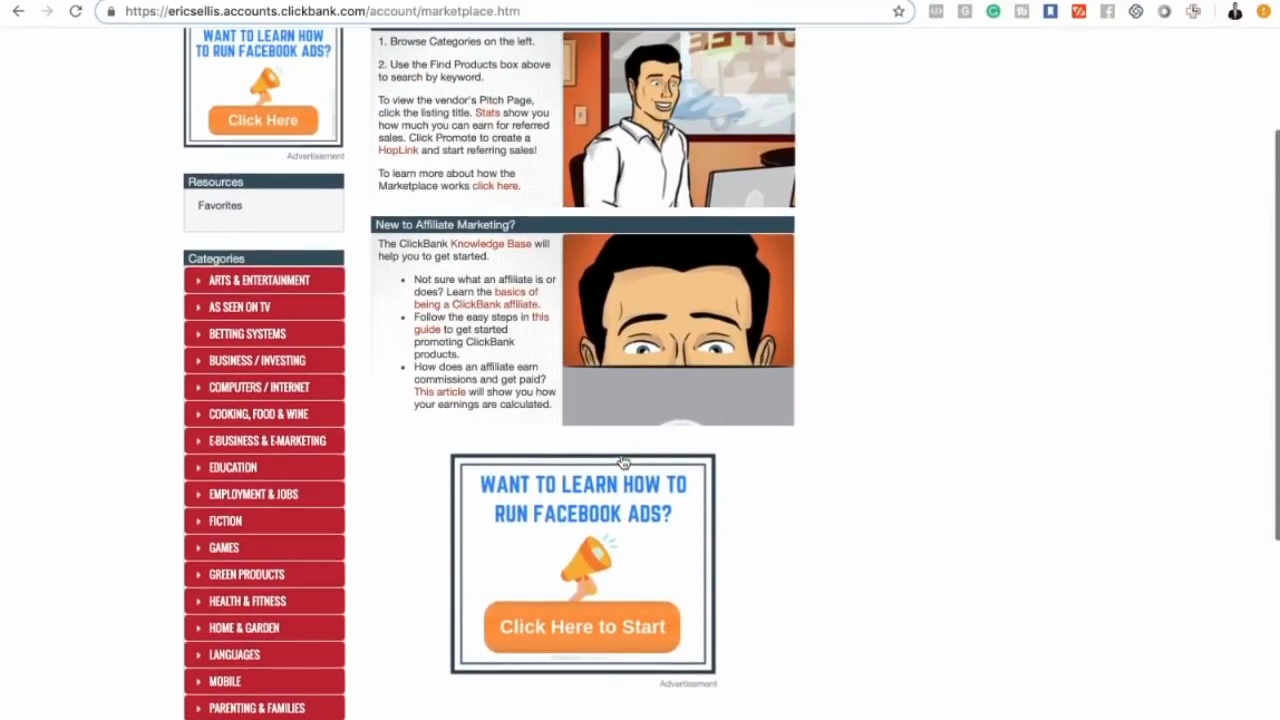 https://ericsellis.accounts.clickbank.com/account/marketplace.htm
WANT TO LEARN HOW
TO RUN FACEBOOK ADS?
Click Here
Advertisement
Resources
Favorites
Categories
ARTS & ENTERTAINMENT
AS SEEN ON TV
BETTING SYSTEMS
BUSINESS / INVESTING
COMPUTERS / INTERNET
COOKING, FOOD & WINE
E-BUSINESS & E-MARKETING
EDUCATION
EMPLOYMENT & JOBS
FICTION
GAMES
GREEN PRODUCTS
HEALTH & FITNESS
HOME & GARDEN
LANGUAGES
MOBILE
PARENTING & FAMILIES
1. Browse Categories on the left.
2. Use the Find Products box above
to search by keyword.
To view the vendor's Pitch Page,
click the listing title. Stats show you
how much you can earn for referred
sales. Click Promote to create a
HopLink and start referring sales!
To learn more about how the
Marketplace works click here.
New to Affiliate Marketing?
The ClickBank Knowledge Base will
help you to get started.
Not sure what an affiliate is or
does? Learn the basics of
being a ClickBank affiliate.
Follow the easy steps in this
guide to get started
promoting ClickBank
products.
How does an affiliate earn
commissions and get paid?
This article will show you how
your earnings are calculated.
WANT TO LEARN HOW TO
RUN FACEBOOK ADS?
Click Here to Start
Advertisement